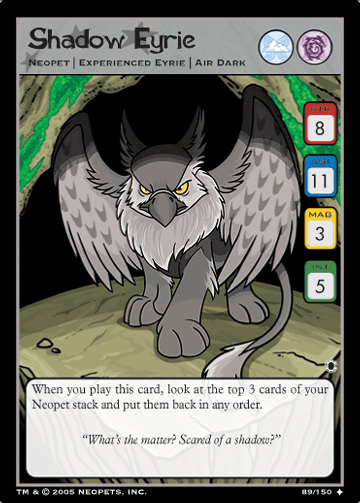 Shadow Eyrie
Neopet | Experienced Eyrie | Air Dark
STR
8
AGI
11
MAG
3
INT
5
When you play this card, look at the top 3 cards of your
Neopet stack and put them back in any order.
“What's the matter? Scared of a shadow?”
TM & © 2005 NEOPETS, INC.
89/150